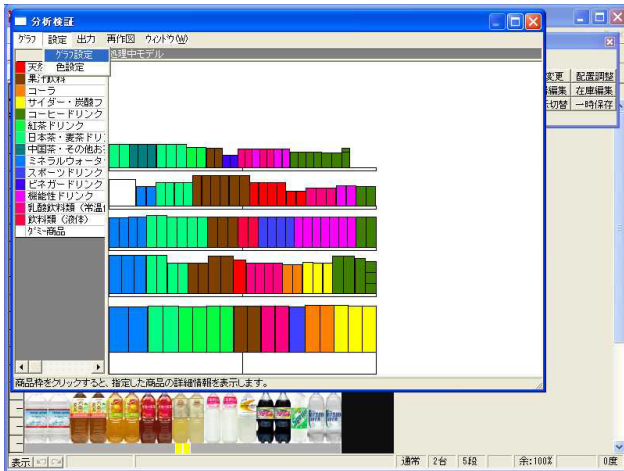 分析検証
ｸﾞﾗﾌ 設定 出力 再作図 ｳｨﾝﾄﾞｳ(W)
ｸﾞﾗﾌ設定 処理中モデル
色設定
果汁飲料
コーラ
サイダー・炭酸フ
コーヒードリンク
紅茶ドリンク
日本茶・麦茶ドリ
中国茶・その他お
ミネラルウォータ
スポーツドリンク
ビネガードリンク
機能性ドリンク
乳酸飲料類（常温
飲料類（液体）
ﾀﾞﾐｰ商品
変更 配置調整
編集 在庫編集
切替 一時保存
商品枠をクリックすると、指定した商品の詳細情報を表示します。
表示 通常 2台 5段 余:100% 0度